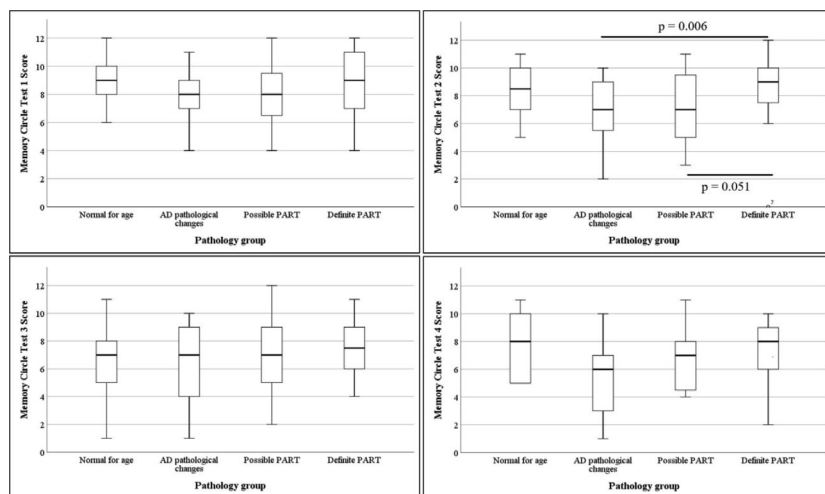 Memory Circle Test 1 Score
12
10
8
6
4
2
0
Normal for age
AD pathological
changes
Possible PART
Definite PART
Pathology group
p = 0.006
Memory Circle Test 2 Score
12
10
8
6
4
2
0
p = 0.051
Normal for age
AD pathological
changes
Possible PART
Definite PART
Pathology group
Memory Circle Test 3 Score
12
10
8
6
4
2
0
Normal for age
AD pathological
changes
Possible PART
Definite PART
Pathology group
Memory Circle Test 4 Score
12
10
8
6
4
2
0
Normal for age
AD pathological
changes
Possible PART
Definite PART
Pathology group